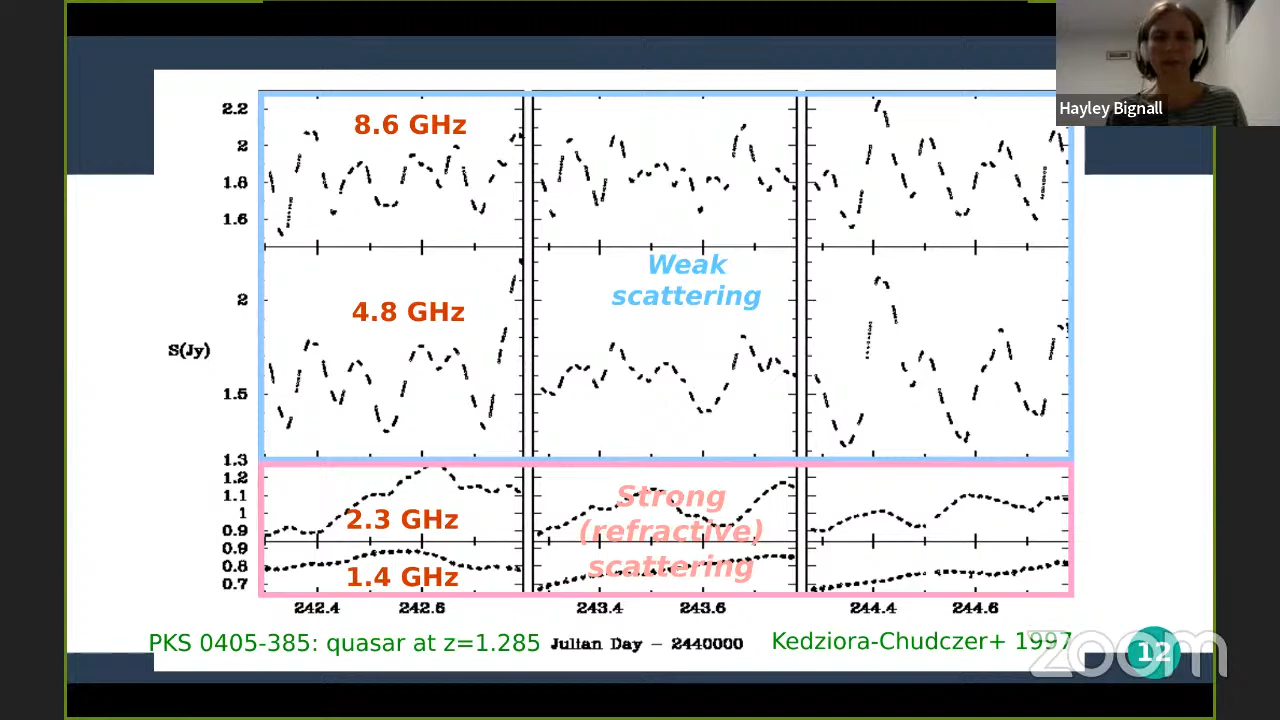 Hayley Bignall
8.6 GHz
2.2
2
1.8
1.6
Weak
scattering
4.8 GHz
2
S(Jy)
1.5
1.3
1.2
1.1
1
0.9
2.3 GHz
Strong
(refractive)
scattering
0.9
0.8
0.7
1.4 GHz
242.4 242.6 243.4 243.6 244.4 244.6
PKS 0405-385: quasar at z=1.285 Julian Day − 2440000 Kedziora-Chudczer+ 1997
zoom
12